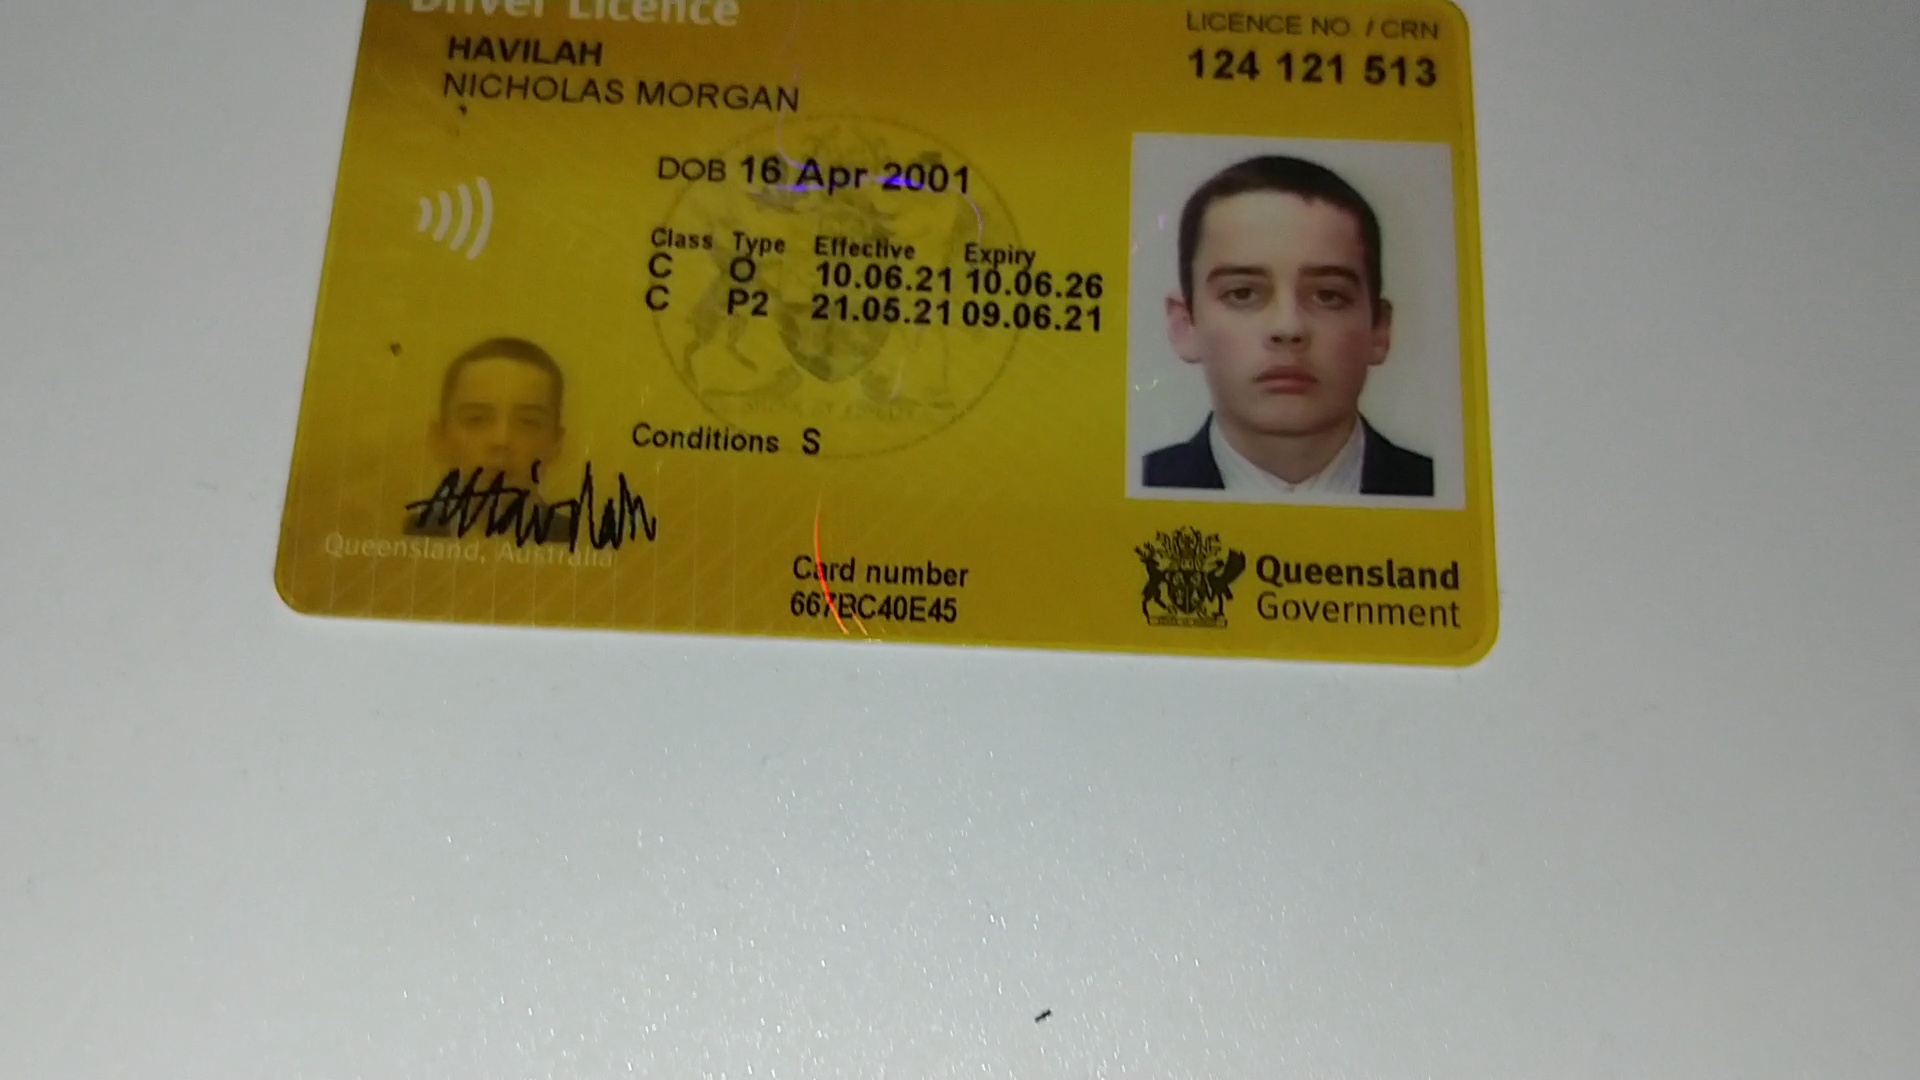 Driver Licence
HAVILAH
NICHOLAS MORGAN
LICENCE NO. / CRN
124 121 513
DOB 16 Apr 2001
Class Type Effective Expiry
C O 10.06.21 10.06.26
C P2 21.05.21 09.06.21
Conditions S
Queensland, Australia
Card number
667BC40E45
Queensland
Government